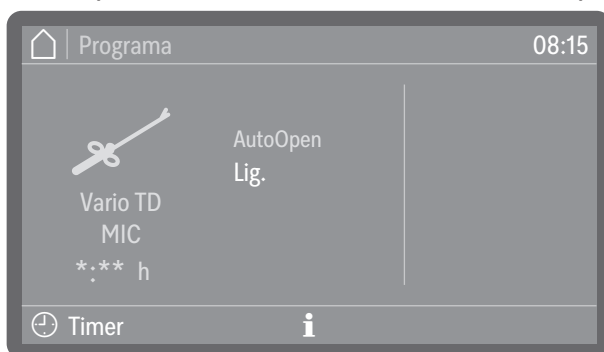 Programa 08:15
AutoOpen
Lig.
Vario TD
MIC
*:** h
Timer i